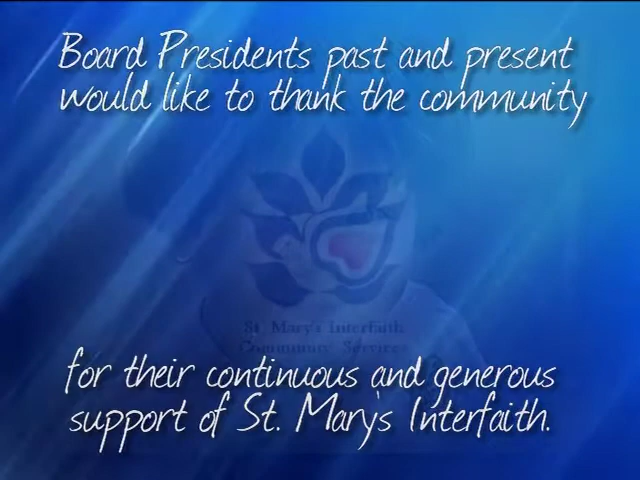 Board Presidents past and present
would like to thank the community
St. Mary's Interfaith
Community Services
for their continuous and generous
support of St. Mary's Interfaith.